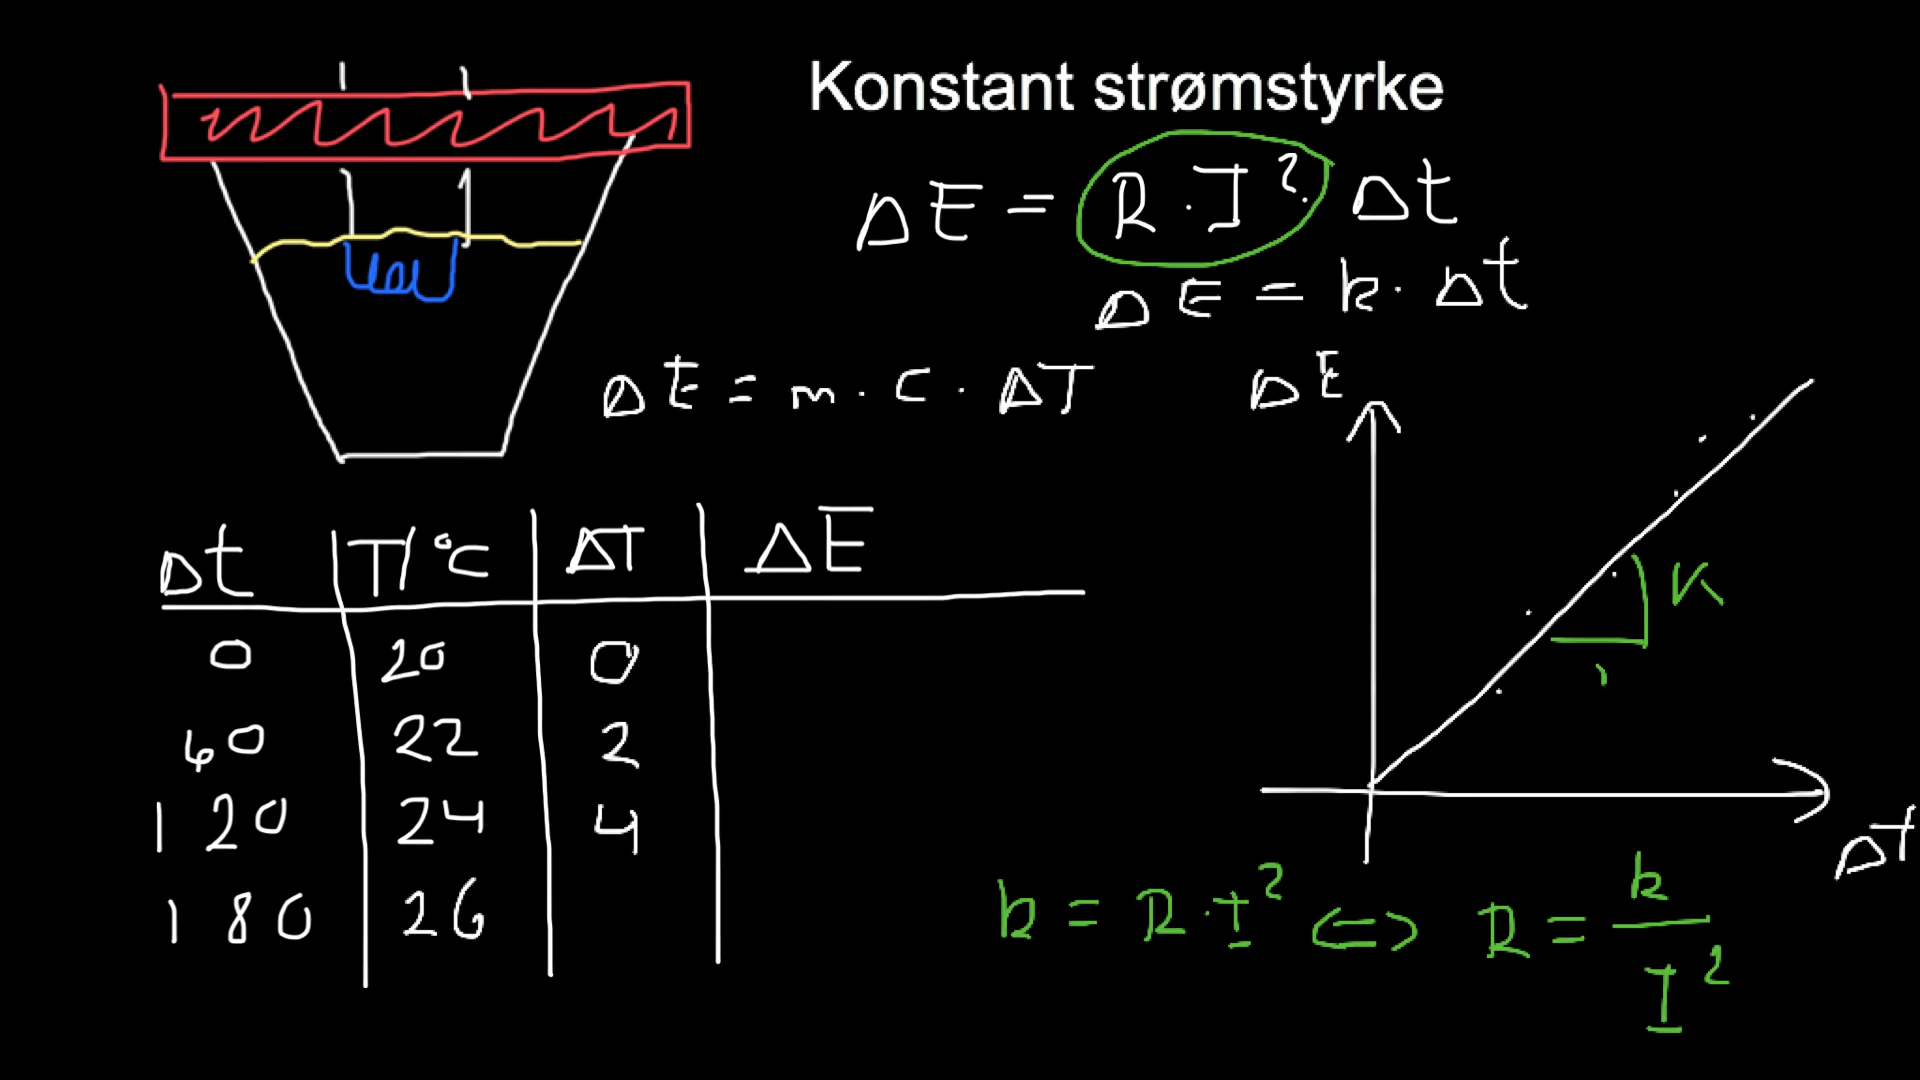 Konstant strømstyrke
ΔE = R · I² · Δt
ΔE = k · Δt
ΔE = m · C · ΔT
ΔE
K
1
Δt T/°C ΔT ΔE
0 20 0
60 22 2
120 24 4
180 26
ΔT
k = R · I² <=> R = k / I²